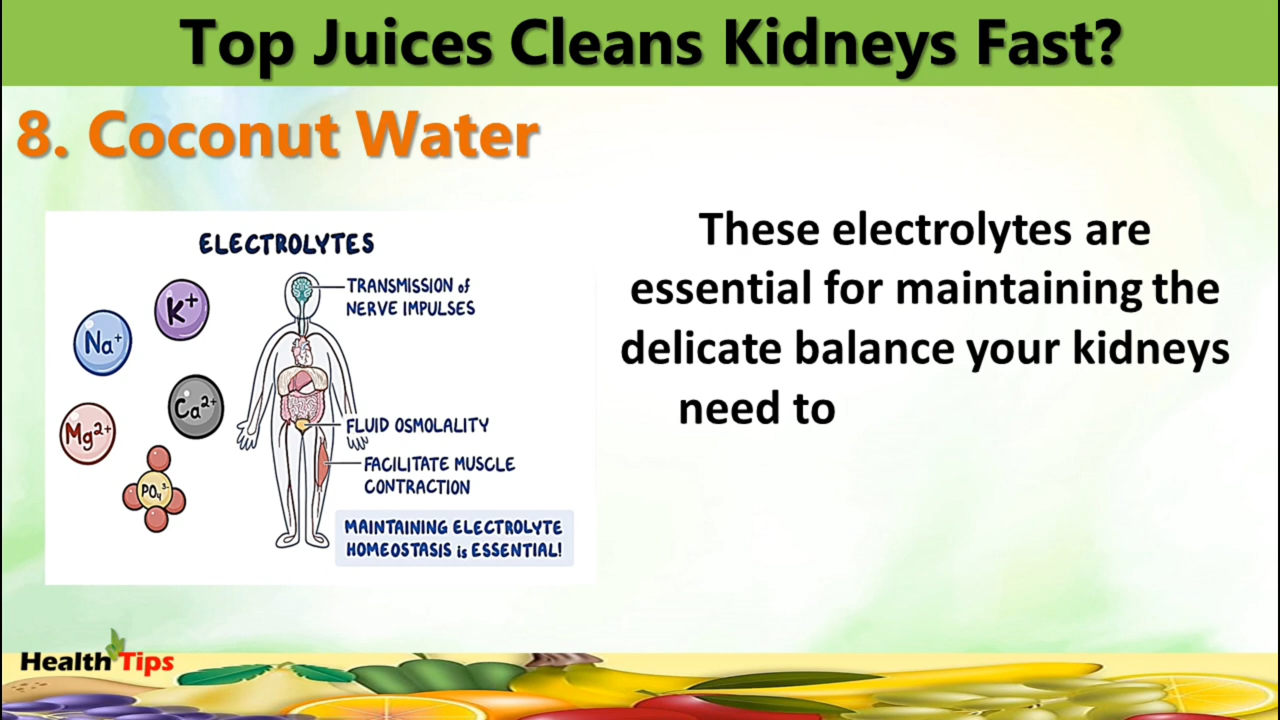 Top Juices Cleans Kidneys Fast?
8. Coconut Water
ELECTROLYTES
K+
Na+
Ca2+
Mg2+
PO4 3-
TRANSMISSION of
NERVE IMPULSES
FLUID OSMOLALITY
FACILITATE MUSCLE
CONTRACTION
MAINTAINING ELECTROLYTE
HOMEOSTASIS is ESSENTIAL!
These electrolytes are
essential for maintaining the
delicate balance your kidneys
need to
Health Tips